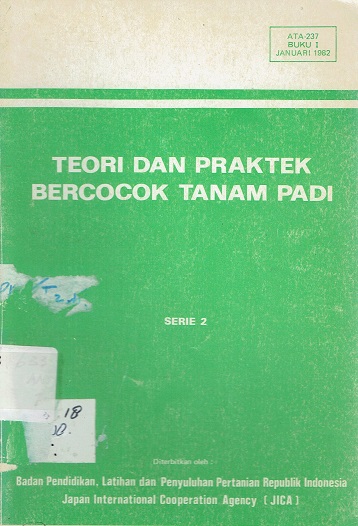 ATA-237
BUKU I
JANUARI 1982
TEORI DAN PRAKTEK
BERCOCOK TANAM PADI
SERIE 2
18
Diterbitkan oleh :
Badan Pendidikan, Latihan dan Penyuluhan Pertanian Republik Indonesia
Japan International Cooperation Agency ( JICA )